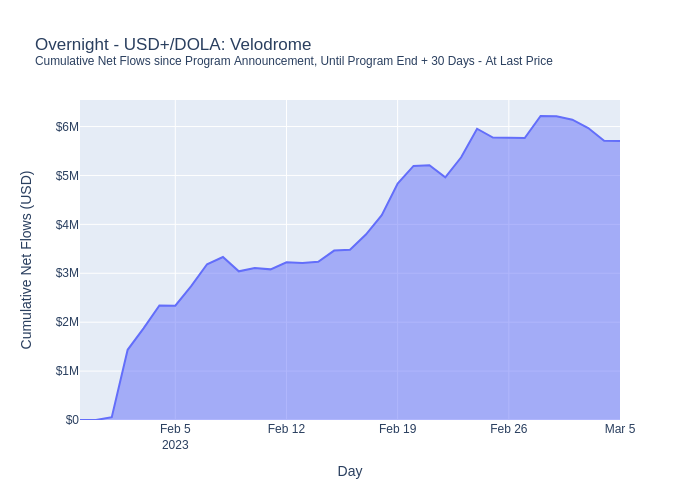 Overnight - USD+/DOLA: Velodrome
Cumulative Net Flows since Program Announcement, Until Program End + 30 Days - At Last Price
Cumulative Net Flows (USD)
$6M
$5M
$4M
$3M
$2M
$1M
$0
Feb 5
2023
Feb 12
Feb 19
Feb 26
Mar 5
Day